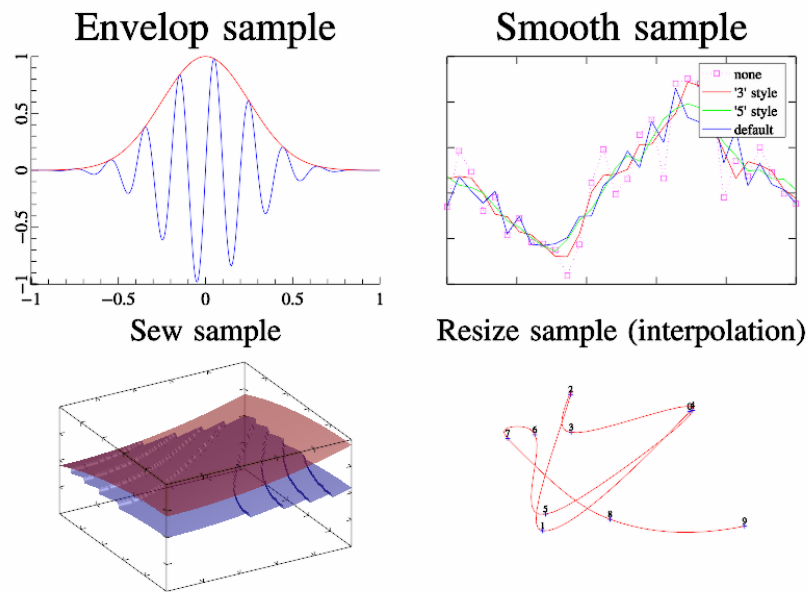 Envelop sample
Smooth sample
1
0.5
0
−0.5
−1
−1
−0.5
0
0.5
1
none
'3' style
'5' style
default
Sew sample
Resize sample (interpolation)
2
4
3
6
7
5
8
1
9